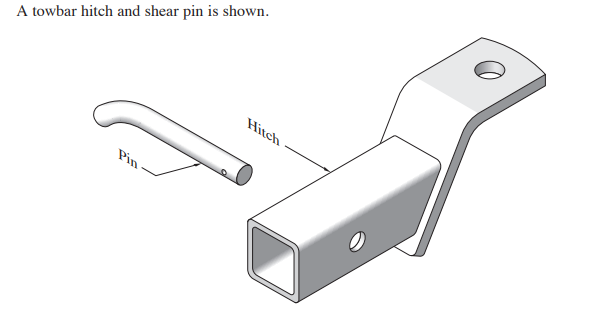 A towbar hitch and shear pin is shown.
Hitch
Pin